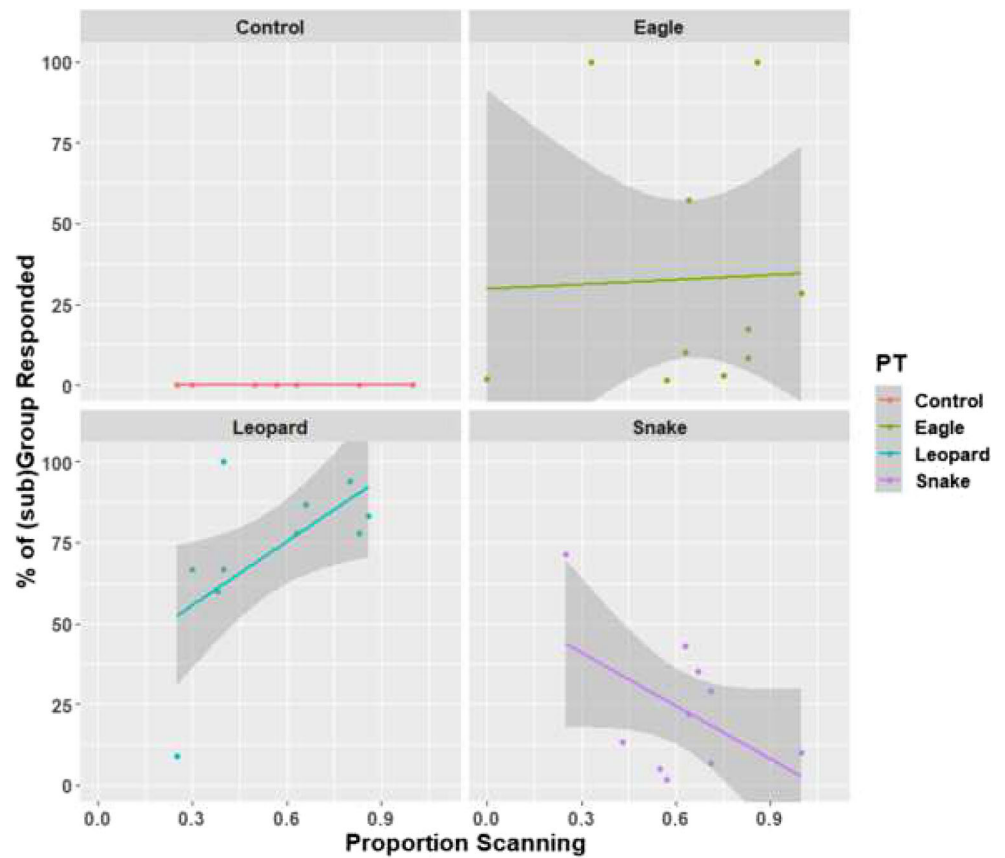 Control
Eagle
100
75
50
25
0
Leopard
Snake
100
75
50
25
0
0.0 0.3 0.6 0.9
0.0 0.3 0.6 0.9
Proportion Scanning
% of (sub)Group Responded
PT
Control
Eagle
Leopard
Snake